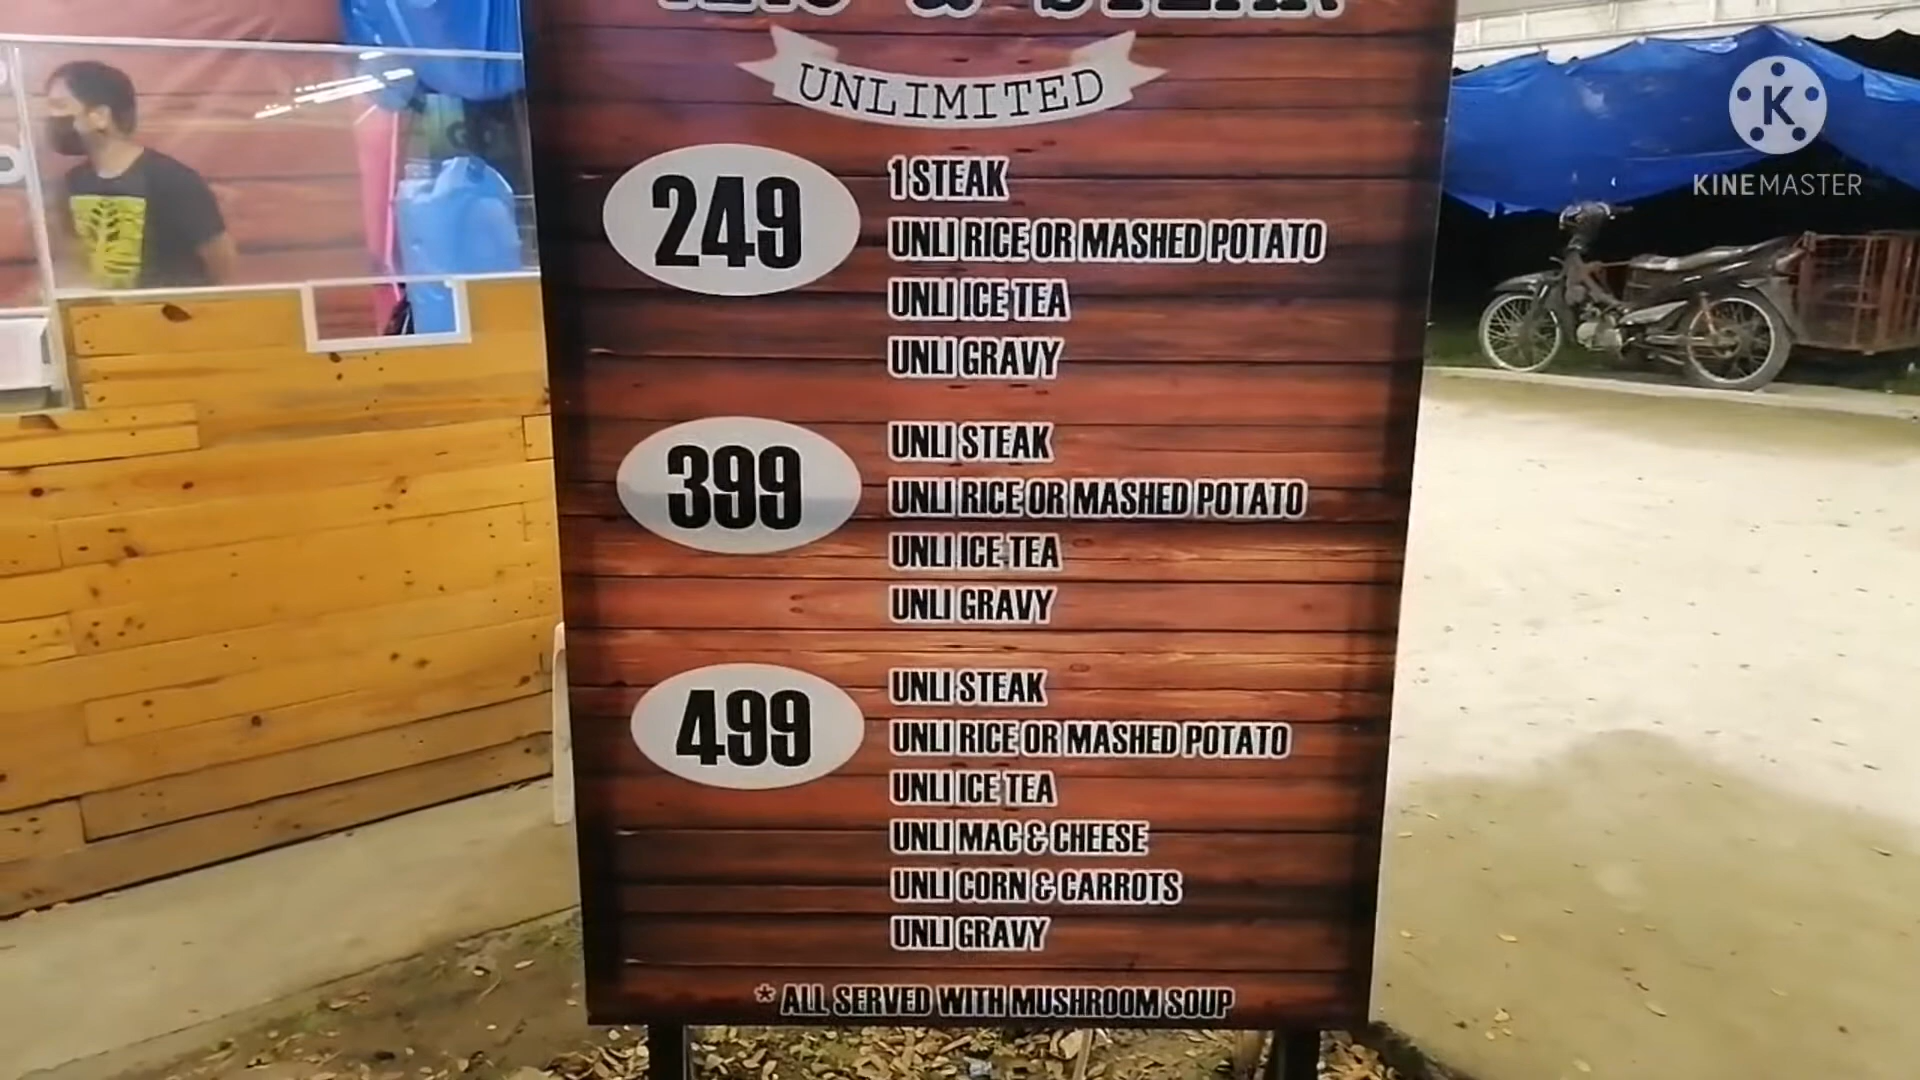 & STEAK
UNLIMITED
249
1 STEAK
UNLI RICE OR MASHED POTATO
UNLI ICE TEA
UNLI GRAVY
399
UNLI STEAK
UNLI RICE OR MASHED POTATO
UNLI ICE TEA
UNLI GRAVY
499
UNLI STEAK
UNLI RICE OR MASHED POTATO
UNLI ICE TEA
UNLI MAC & CHEESE
UNLI CORN & CARROTS
UNLI GRAVY
* ALL SERVED WITH MUSHROOM SOUP
K
KINEMASTER